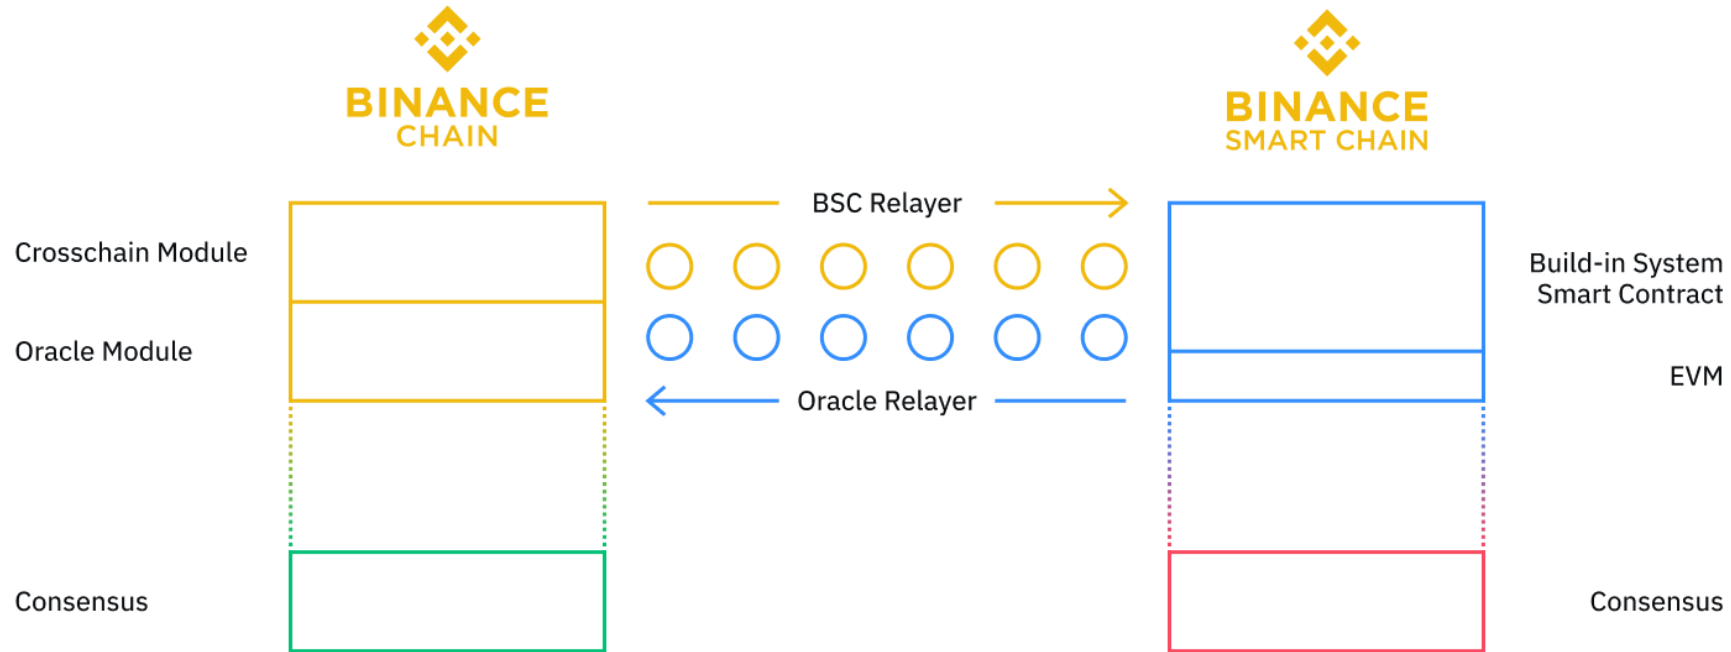 BINANCE
CHAIN
BINANCE
SMART CHAIN
BSC Relayer
Crosschain Module
Build-in System
Smart Contract
Oracle Module
EVM
Oracle Relayer
Consensus
Consensus